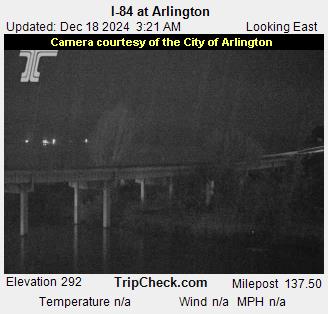 I-84 at Arlington
Updated: Dec 18 2024 3:21 AM Looking East
Camera courtesy of the City of Arlington
Elevation 292 TripCheck.com Milepost 137.50
Temperature n/a Wind n/a MPH n/a